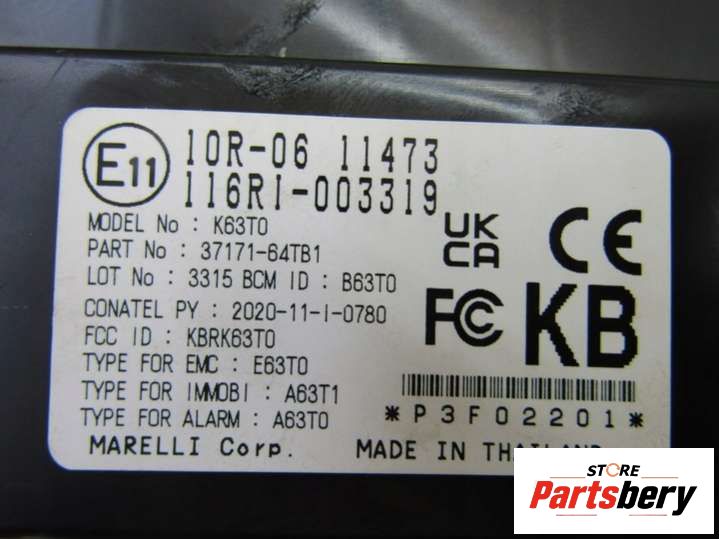 E11
10R-06 11473
116RI-003319
MODEL No : K63T0
PART No : 37171-64TB1
LOT No : 3315 BCM ID : B63T0
CONATEL PY : 2020-11-I-0780
FCC ID : KBRK63T0
TYPE FOR EMC : E63T0
TYPE FOR IMMOBI : A63T1
TYPE FOR ALARM : A63T0
MARELLI Corp. MADE IN THAILAND
UK
CA
CE
FC KB
*P3F02201*
STORE
Partsbery